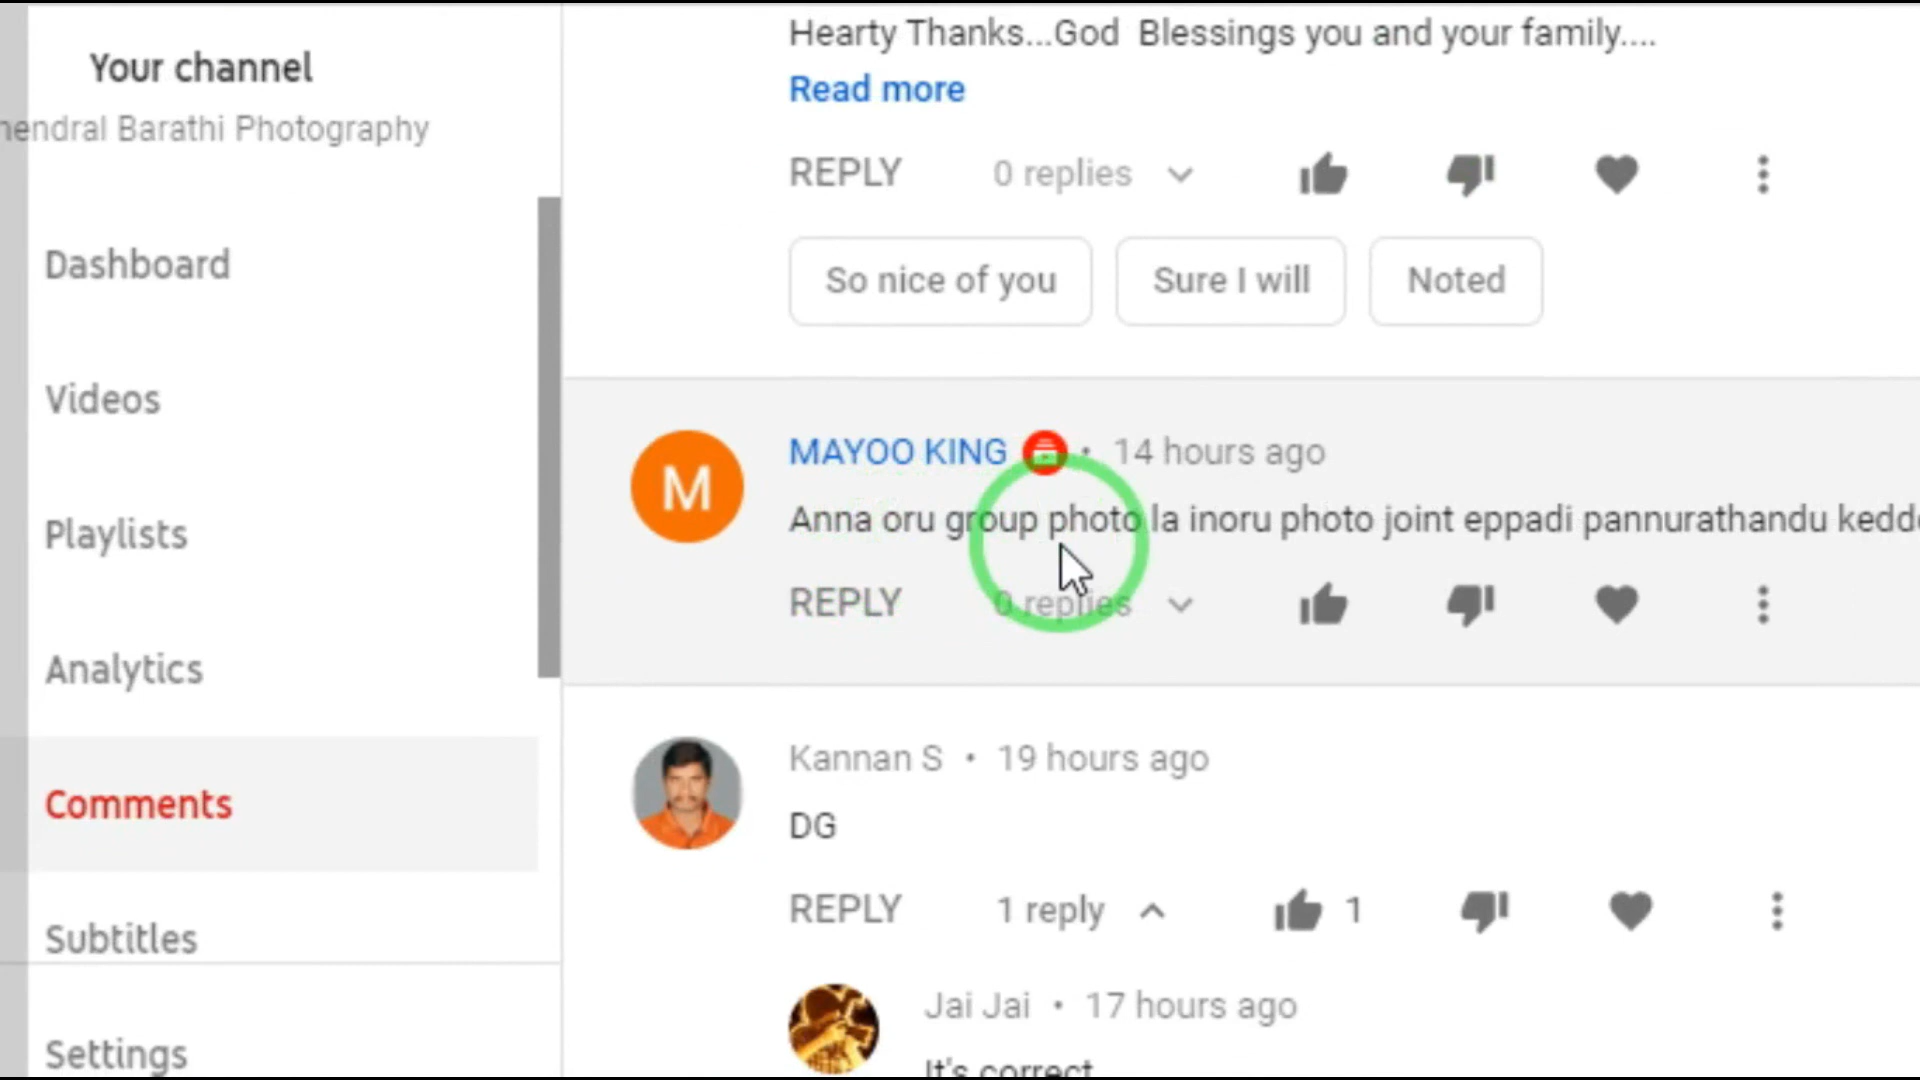 Your channel
Barathi Photography
Dashboard
Videos
Playlists
Analytics
Comments
Subtitles
Settings
Hearty Thanks...God Blessings you and your family....
Read more
REPLY 0 replies
So nice of you Sure I will Noted
M
MAYOO KING • 14 hours ago
Anna oru group photo la inoru photo joint eppadi pannurathandu
REPLY 0 replies
Kannan S • 19 hours ago
DG
REPLY 1 reply 1
Jai Jai • 17 hours ago
It's correct